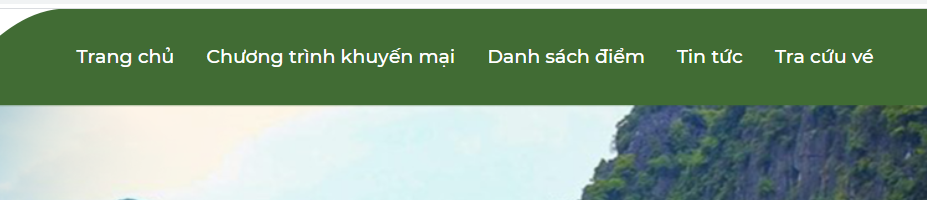 Trang chủ Chương trình khuyến mại Danh sách điểm Tin tức Tra cứu vé